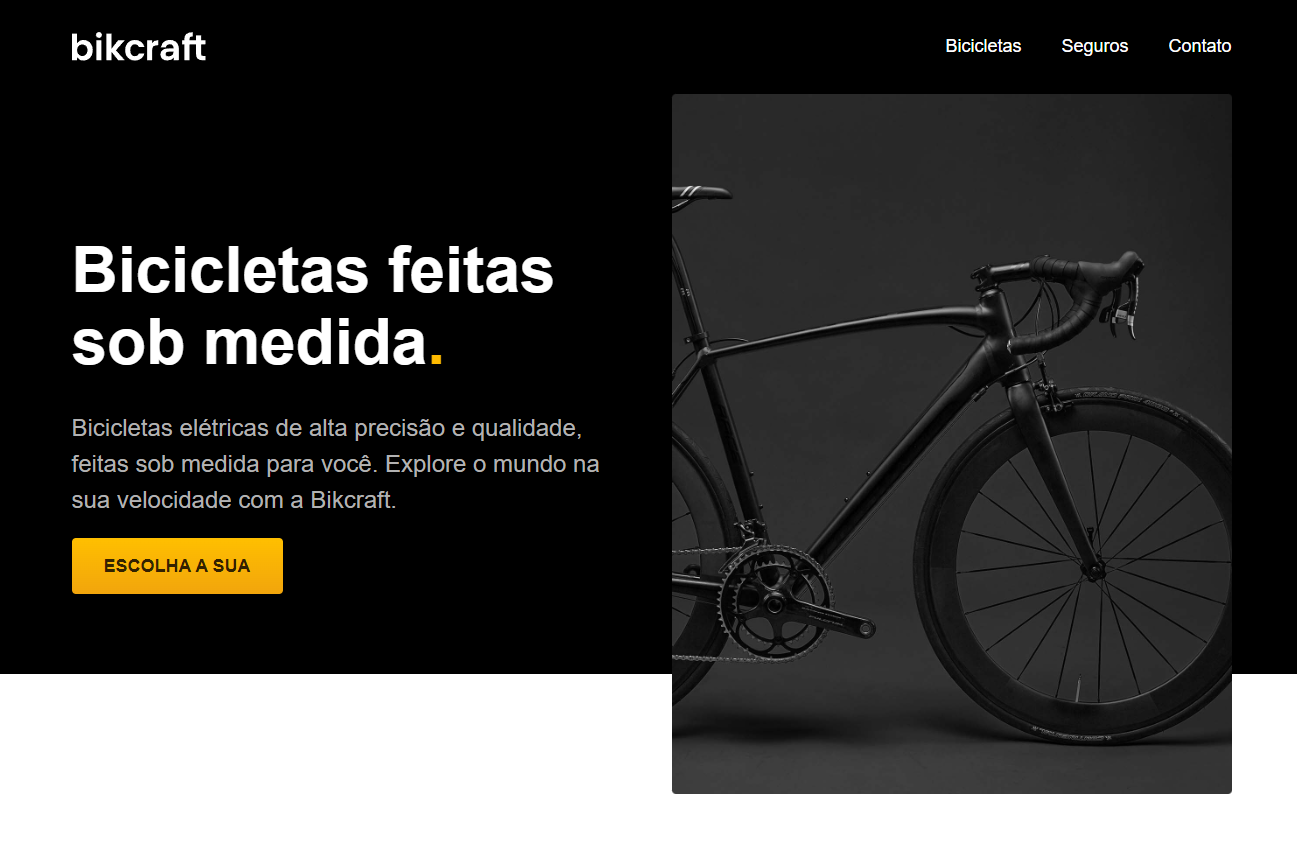 bikcraft
Bicicletas Seguros Contato
Bicicletas feitas
sob medida.
Bicicletas elétricas de alta precisão e qualidade,
feitas sob medida para você. Explore o mundo na
sua velocidade com a Bikcraft.
ESCOLHA A SUA